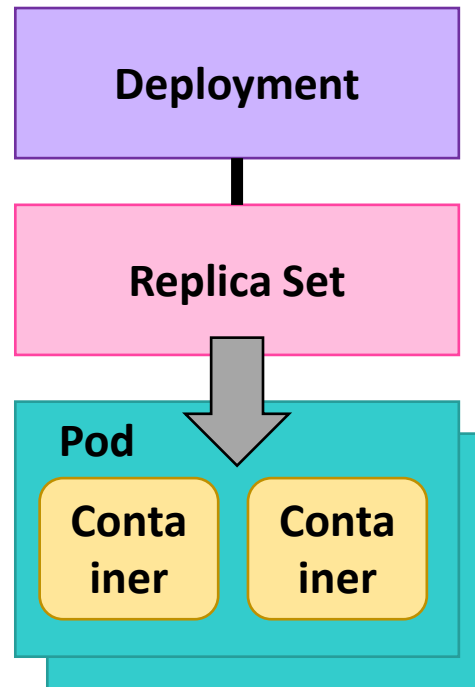 Deployment
Replica Set
Pod
Conta
iner
Conta
iner